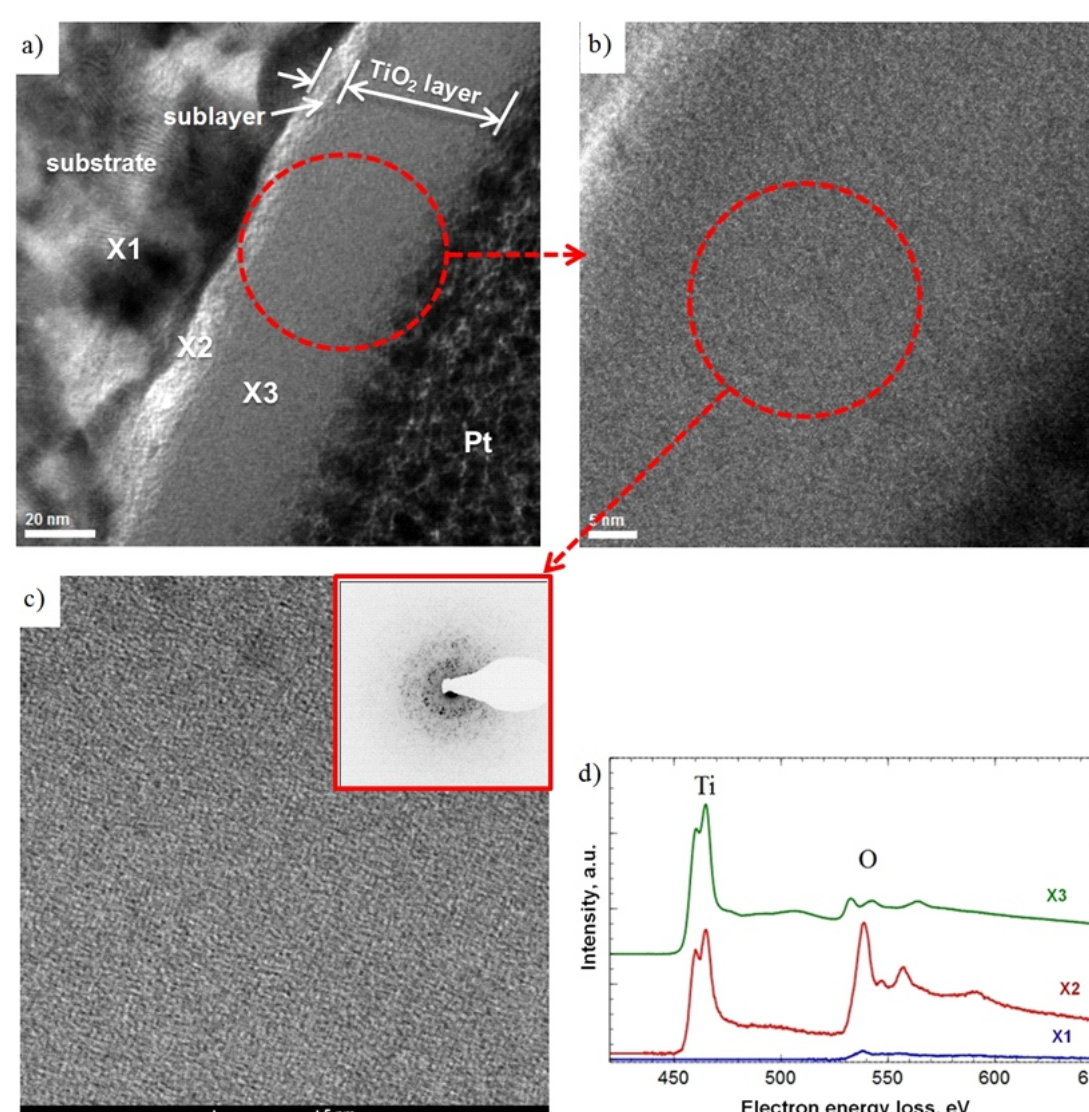 a)
TiO₂ layer
sublayer
substrate
X1
X2
X3
Pt
20 nm
b)
5 nm
c)
d)
Ti
O
X3
X2
X1
Intensity, a.u.
450 500 550 600
Electron energy loss, eV